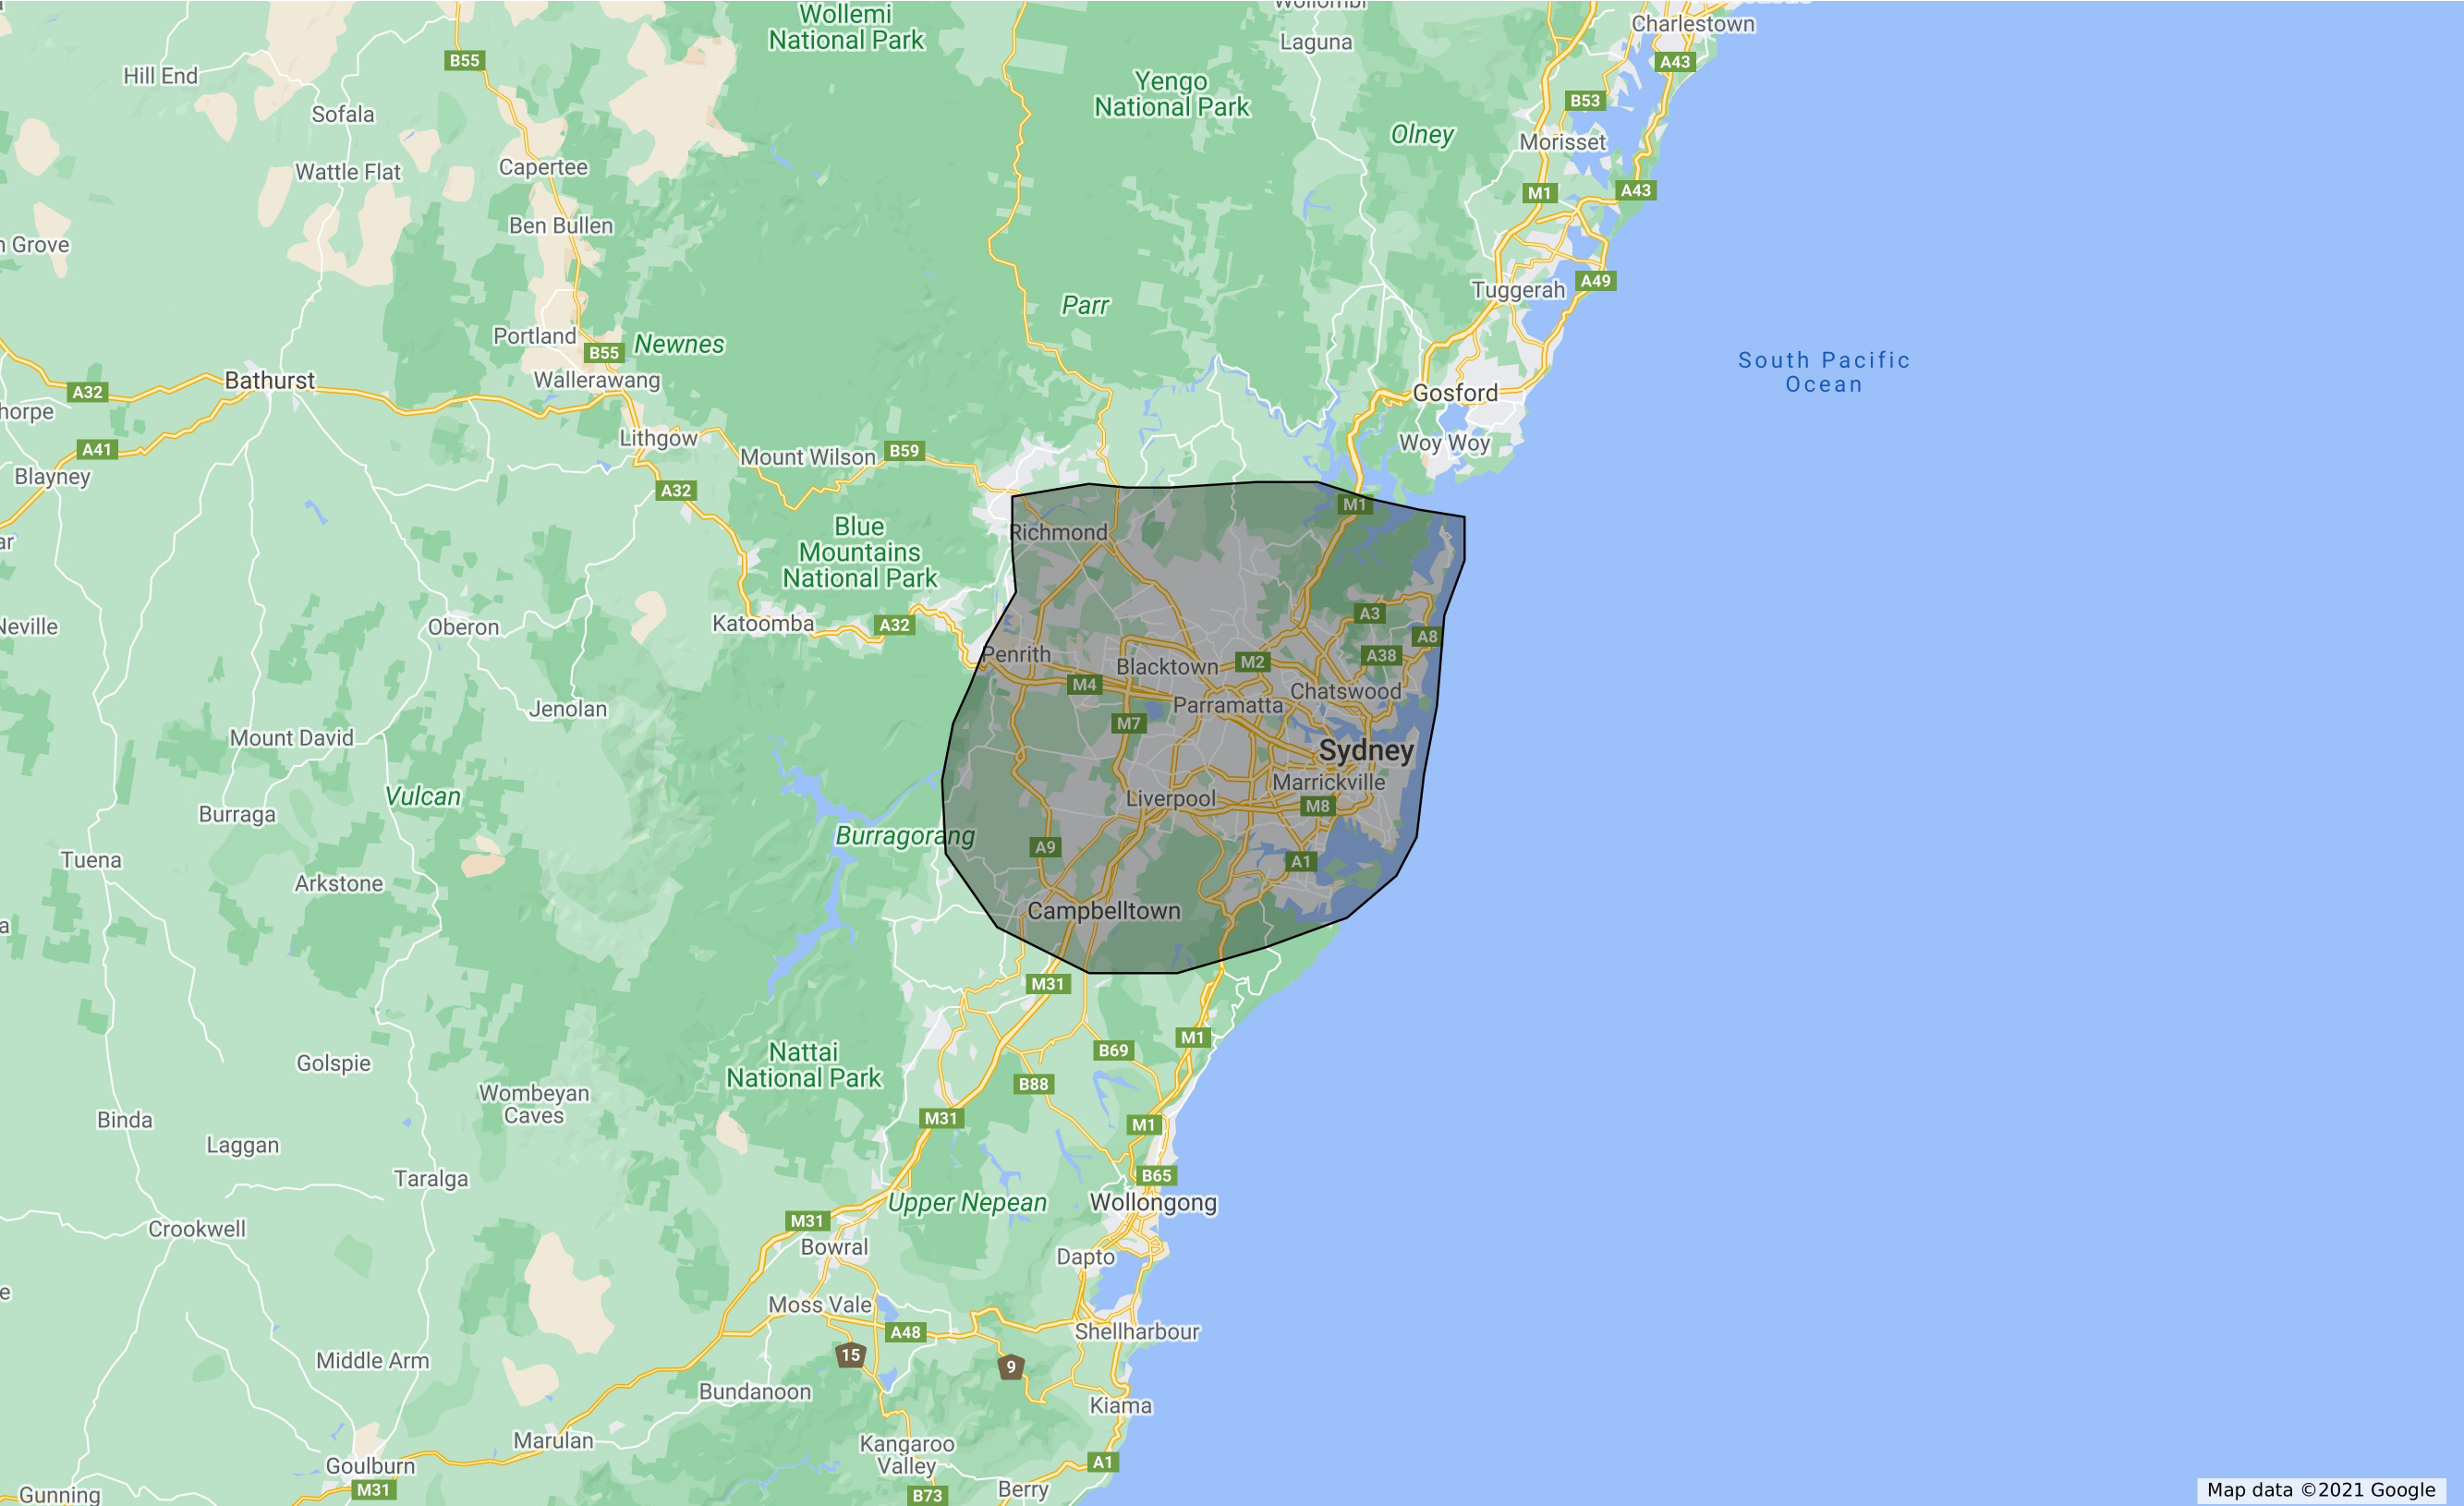 Wollemi
National Park
Laguna
Charlestown
Hill End
B55
A43
Yengo
National Park
B53
Sofala
Olney
Morisset
Capertee
Wattle Flat
M1
A43
Ben Bullen
Grove
A49
Tuggerah
Parr
Portland
B55
Newnes
South Pacific
Ocean
Wallerawang
Bathurst
A32
Gosford
Lithgow
Woy Woy
A41
B59
Mount Wilson
Blayney
A32
M1
Blue
Mountains
National Park
Richmond
A3
Katoomba
A32
Oberon
A8
Penrith
Blacktown
M2
A38
M4
Chatswood
Parramatta
Jenolan
M7
Mount David
Sydney
Marrickville
Vulcan
Liverpool
M8
Burraga
Burragorang
A9
Tuena
A1
Arkstone
Campbelltown
M31
M1
B69
Nattai
National Park
Golspie
B88
Wombeyan
Caves
Binda
M31
M1
Laggan
B65
Taralga
Upper Nepean
Wollongong
M31
Crookwell
Bowral
Dapto
Moss Vale
A48
Shellharbour
15
9
Middle Arm
Bundanoon
Kiama
Marulan
Kangaroo
Valley
A1
Goulburn
M31
Berry
B73
Gunning
Map data ©2021 Google